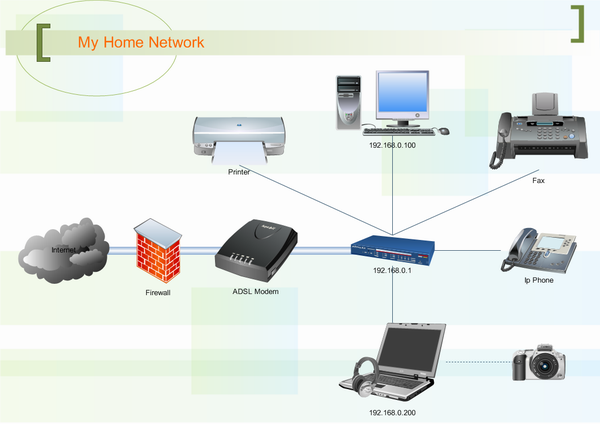 My Home Network
192.168.0.100
Printer
Fax
Internet
192.168.0.1
Ip Phone
Firewall
ADSL Modem
192.168.0.200